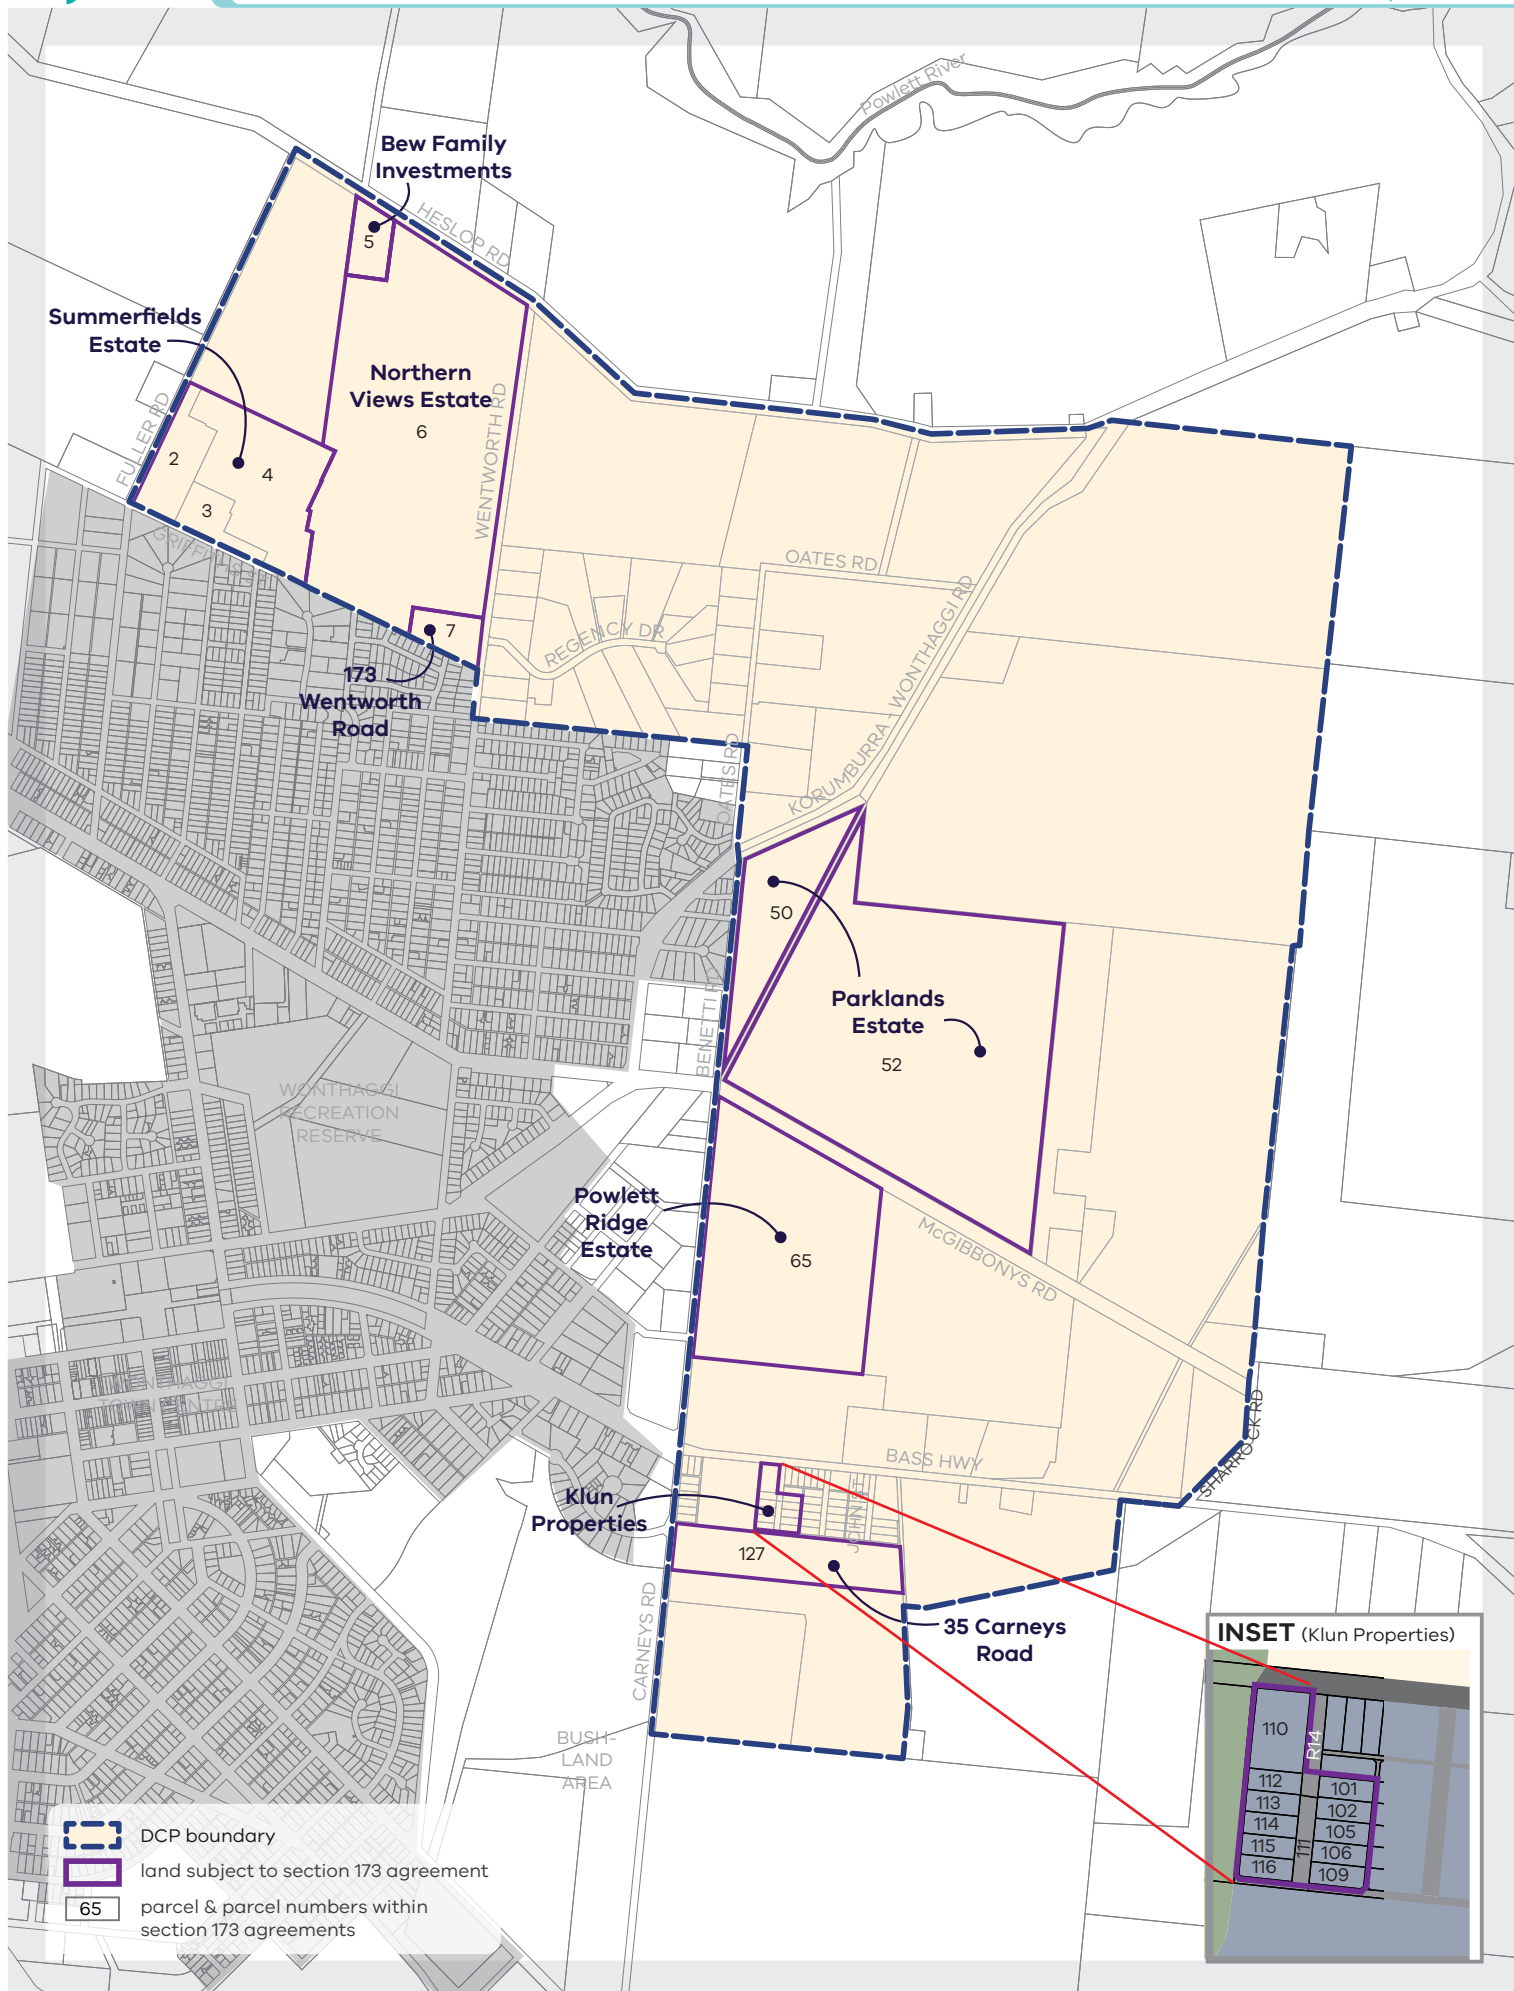 Powlett River
Bew Family
Investments
HESLOP RD
5
Summerfields
Estate
Northern
Views Estate
6
WENTWORTH RD
FULLER RD
2
4
3
GRIFFITHS ST
OATES RD
7
REGENCY DR
173
Wentworth
Road
KORUMBURRA - WONTHAGGI RD
OATES RD
50
BENETTI RD
Parklands
Estate
52
WONTHAGGI
RECREATION
RESERVE
Powlett
Ridge
Estate
65
McGIBBONYS RD
WONTHAGGI
TOWN CENTRE
SHARROCK RD
BASS HWY
Klun
Properties
JOHN ST
127
35 Carneys
Road
CARNEYS RD
BUSH-
LAND
AREA
INSET (Klun Properties)
110
R14
112
101
113
102
114
105
115
111
106
116
109
DCP boundary
land subject to section 173 agreement
65
parcel & parcel numbers within
section 173 agreements